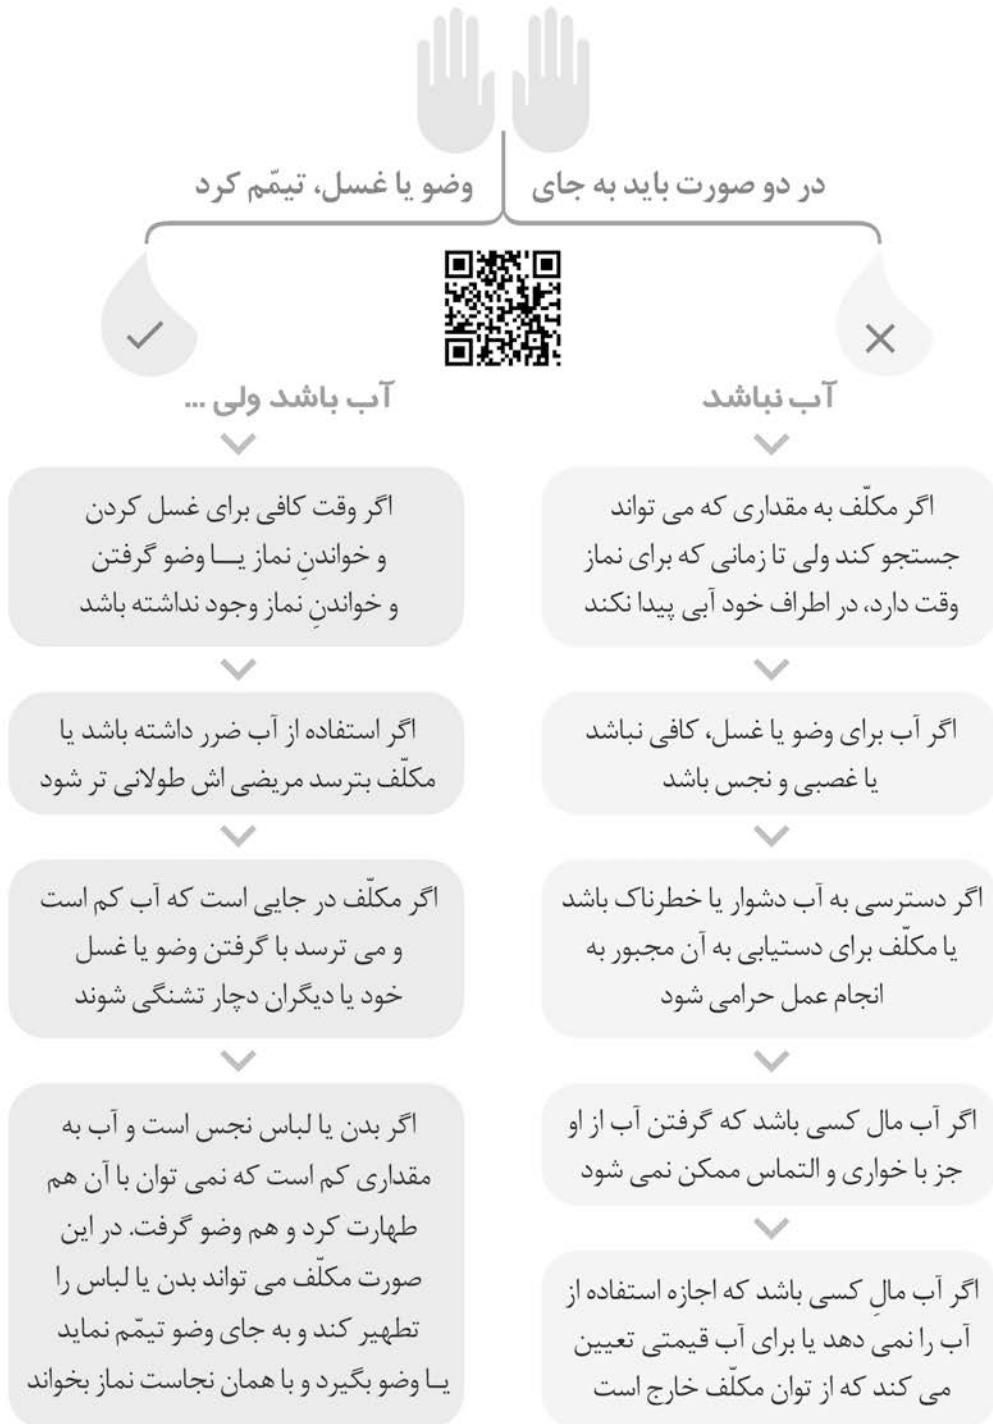 در دو صورت باید به جای وضو یا غسل، تیمّم کرد
آب نباشد
اگر مکلّف به مقداری که می تواند
جستجو کند ولی تا زمانی که برای نماز
وقت دارد، در اطراف خود آبی پیدا نکند
اگر آب برای وضو یا غسل، کافی نباشد
یا غصبی و نجس باشد
اگر دسترسی به آب دشوار یا خطرناک باشد
یا مکلّف برای دستیابی به آن مجبور به
انجام عمل حرامی شود
اگر آب مال کسی باشد که گرفتن آب از او
جز با خواری و التماس ممکن نمی شود
اگر آب مالِ کسی باشد که اجازه استفاده از
آب را نمی دهد یا برای آب قیمتی تعیین
می کند که از توان مکلّف خارج است
آب باشد ولی ...
اگر وقت کافی برای غسل کردن
و خواندنِ نماز یـــا وضو گرفتن
و خواندنِ نماز وجود نداشته باشد
اگر استفاده از آب ضرر داشته باشد یا
مکلّف بترسد مریضی اش طولانی تر شود
اگر مکلّف در جایی است که آب کم است
و می ترسد با گرفتن وضو یا غسل
خود یا دیگران دچار تشنگی شوند
اگر بدن یا لباس نجس است و آب به
مقداری کم است که نمی توان با آن هم
طهارت کرد و هم وضو گرفت. در این
صورت مکلّف می تواند بدن یا لباس را
تطهیر کند و به جای وضو تیمّم نماید
یـا وضو بگیرد و با همان نجاست نماز بخواند